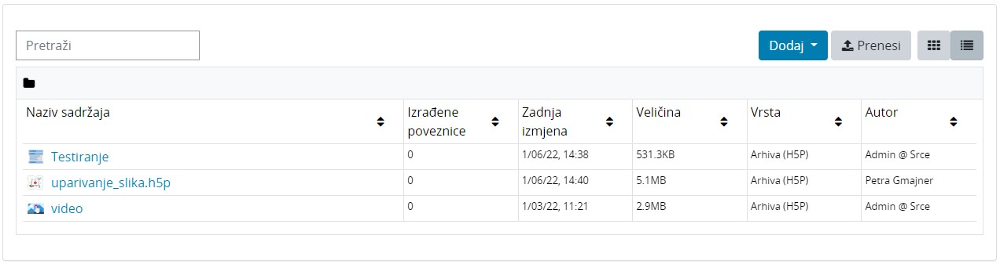 Pretraži
Dodaj
Prenesi
Naziv sadržaja
Izrađene poveznice
Zadnja izmjena
Veličina
Vrsta
Autor
Testiranje 0 1/06/22, 14:38 531.3KB Arhiva (H5P) Admin @ Srce
uparivanje_slika.h5p 0 1/06/22, 14:40 5.1MB Arhiva (H5P) Petra Gmajner
video 0 1/03/22, 11:21 2.9MB Arhiva (H5P) Admin @ Srce